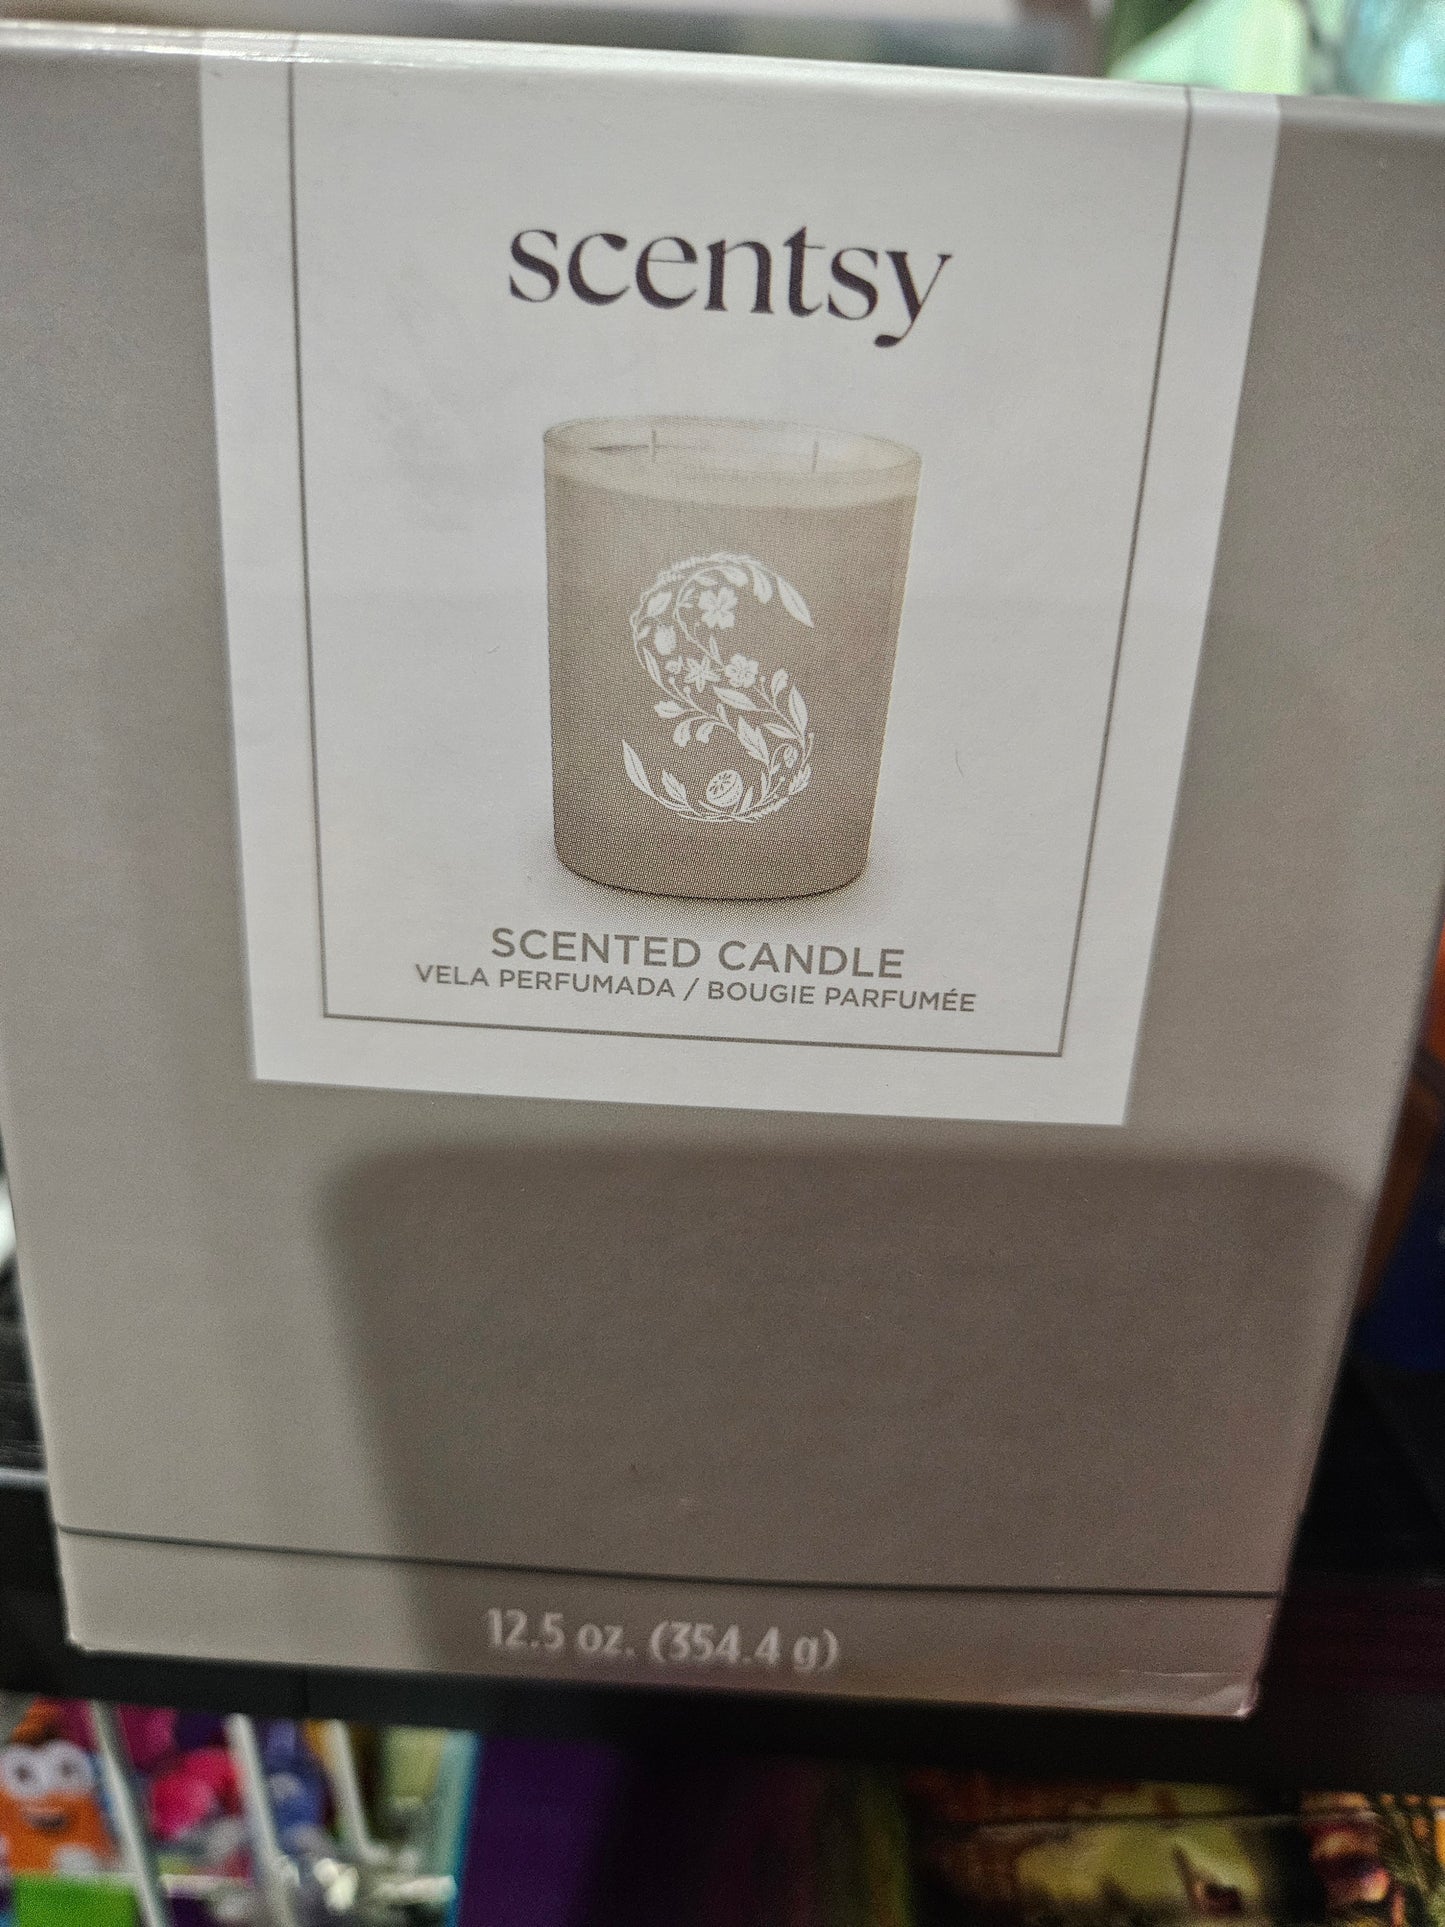 scentsy
SCENTED CANDLE
VELA PERFUMADA / BOUGIE PARFUMÉE
12.5 oz. (354.4 g)